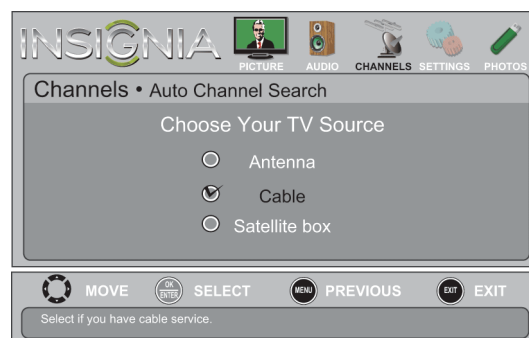 INSIGNIA
PICTURE AUDIO CHANNELS SETTINGS PHOTOS
Channels • Auto Channel Search
Choose Your TV Source
Antenna
Cable
Satellite box
MOVE OK ENTER SELECT MENU PREVIOUS EXIT EXIT
Select if you have cable service.